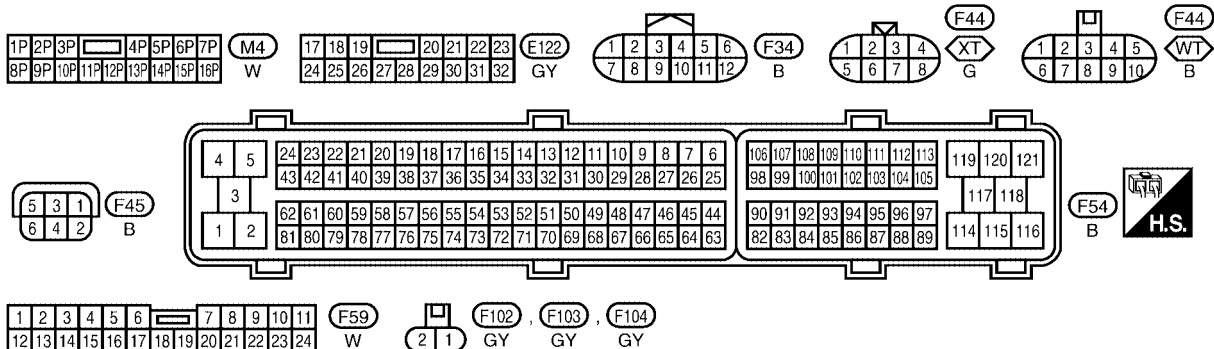 1P 2P 3P 4P 5P 6P 7P M4
8P 9P 10P 11P 12P 13P 14P 15P 16P W
17 18 19 20 21 22 23 E122
24 25 26 27 28 29 30 31 32 GY
1 2 3 4 5 6 F34
7 8 9 10 11 12 B
F44
1 2 3 4 XT
5 6 7 8 G
F44
1 2 3 4 5 WT
6 7 8 9 10 B
5 3 1 F45
6 4 2 B
4 5 24 23 22 21 20 19 18 17 16 15 14 13 12 11 10 9 8 7 6 106 107 108 109 110 111 112 113 119 120 121
43 42 41 40 39 38 37 36 35 34 33 32 31 30 29 28 27 26 25 98 99 100 101 102 103 104 105
3 117 118
1 2 62 61 60 59 58 57 56 55 54 53 52 51 50 49 48 47 46 45 44 90 91 92 93 94 95 96 97 114 115 116
81 80 79 78 77 76 75 74 73 72 71 70 69 68 67 66 65 64 63 82 83 84 85 86 87 88 89
F54
B
H.S.
1 2 3 4 5 6 7 8 9 10 11 F59
12 13 14 15 16 17 18 19 20 21 22 23 24 W
2 1
F102 , F103 , F104
GY GY GY